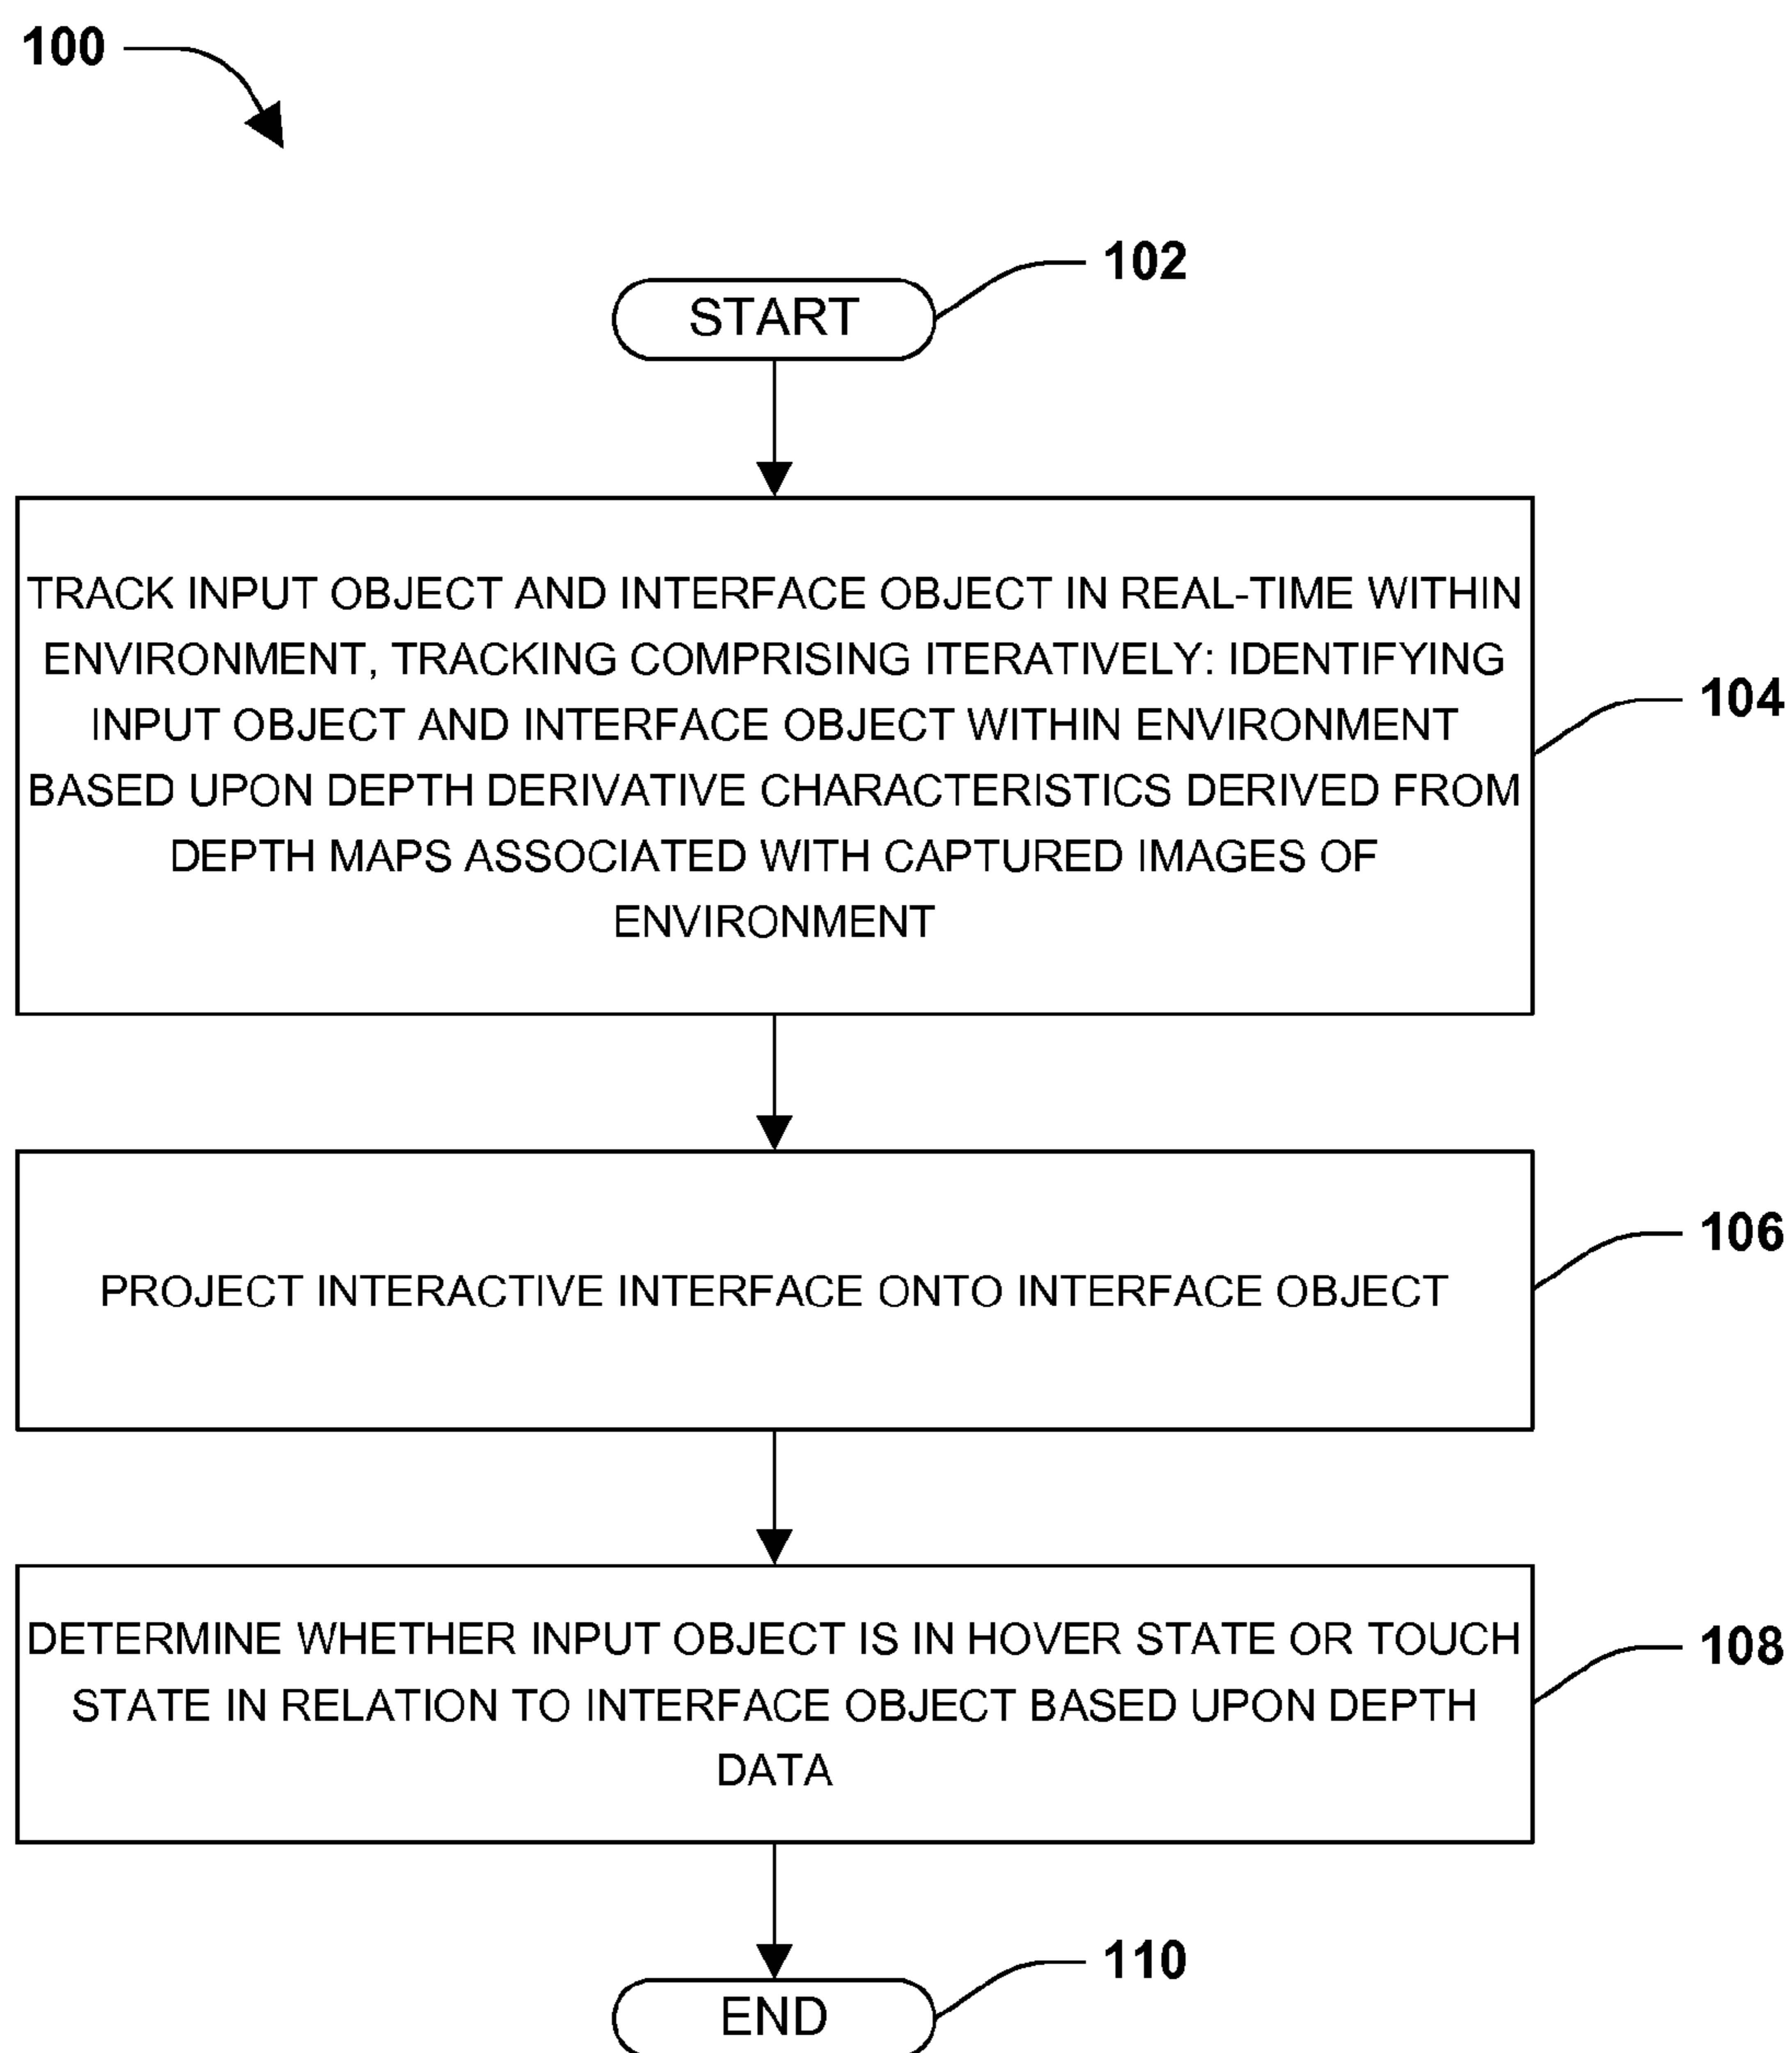 100
102
START
TRACK INPUT OBJECT AND INTERFACE OBJECT IN REAL-TIME WITHIN
ENVIRONMENT, TRACKING COMPRISING ITERATIVELY: IDENTIFYING
INPUT OBJECT AND INTERFACE OBJECT WITHIN ENVIRONMENT
BASED UPON DEPTH DERIVATIVE CHARACTERISTICS DERIVED FROM
DEPTH MAPS ASSOCIATED WITH CAPTURED IMAGES OF
ENVIRONMENT
104
PROJECT INTERACTIVE INTERFACE ONTO INTERFACE OBJECT
106
DETERMINE WHETHER INPUT OBJECT IS IN HOVER STATE OR TOUCH
STATE IN RELATION TO INTERFACE OBJECT BASED UPON DEPTH
DATA
108
110
END